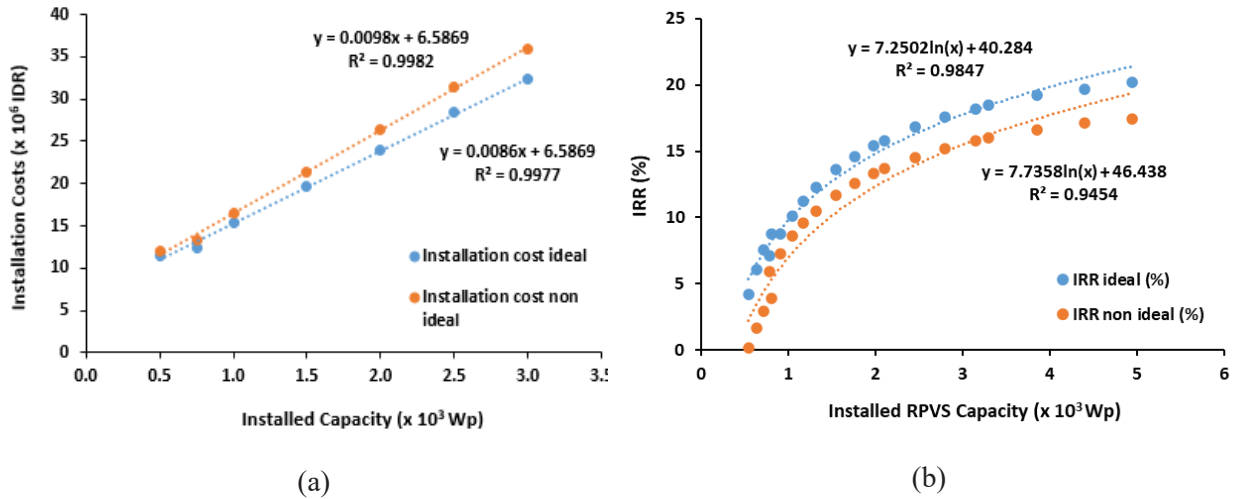 40
35
30
25
20
15
10
5
0
Installation Costs (x 10⁶ IDR)
y = 0.0098x + 6.5869
R² = 0.9982
y = 0.0086x + 6.5869
R² = 0.9977
Installation cost ideal
Installation cost non
ideal
0.0 0.5 1.0 1.5 2.0 2.5 3.0 3.5
Installed Capacity (x 10³ Wp)
(a)
25
20
15
10
5
0
IRR (%)
y = 7.2502ln(x) + 40.284
R² = 0.9847
y = 7.7358ln(x) + 46.438
R² = 0.9454
IRR ideal (%)
IRR non ideal (%)
0 1 2 3 4 5 6
Installed RPVS Capacity (x 10³ Wp)
(b)